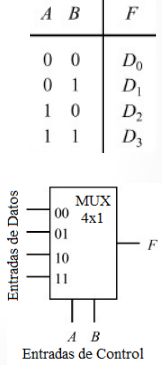 A B F
0 0 D0
0 1 D1
1 0 D2
1 1 D3
Entradas de Datos
MUX
4x1
00
01
10
11
F
A B
Entradas de Control